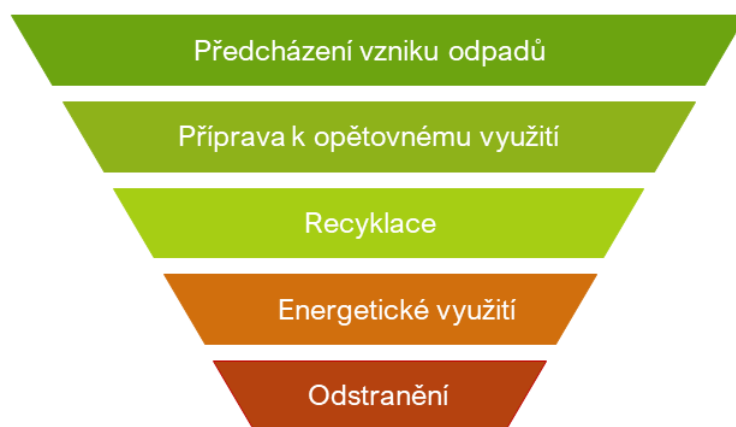 Předcházení vzniku odpadů
Příprava k opětovnému využití
Recyklace
Energetické využití
Odstranění